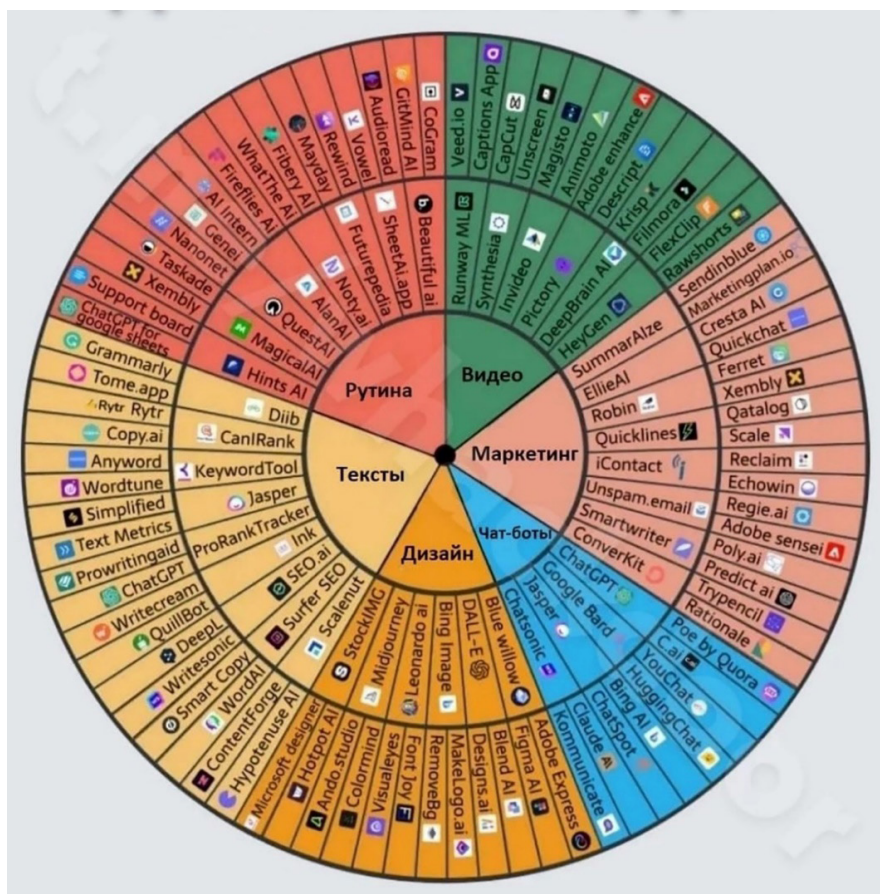 Видео
Veed.io
Captions App
CapCut
Unscreen
Magisto
Animoto
Adobe enhance
Descript
Krisp
Filmora
FlexClip
Rawshorts
Runway ML
Synthesia
Invideo
Pictory
DeepBrain AI
HeyGen
Маркетинг
Sendinblue
Marketingplan.io
Cresta AI
Quickchat
Ferret
Xembly
Qatalog
Scale
Reclaim
Echowin
Regie.ai
Adobe sensei
Poly.ai
Predict ai
Trypencil
Rationale
SummarAIze
EllieAI
Robin
Quicklines
iContact
Unspam.email
Smartwriter
ConverKit
Чат-боты
Poe by Quora
C.ai
YouChat
HuggingChat
Bing AI
ChatSpot
Claude
Kommunicate
ChatGPT
Google Bard
Jasper
Chatsonic
Дизайн
Adobe Express
Figma AI
Blend AI
Designs.ai
MakeLogo.ai
RemoveBg
Font Joy
Visualeyes
Colormind
Ando.studio
Hotpot AI
Microsoft designer
Blue willow
DALL-E
Bing Image
Leonardo ai
Midjourney
StockIMG
Тексты
Hypotenuse AI
ContentForge
WordAI
Smart Copy
Writesonic
DeepL
QuillBot
Writecream
ChatGPT
Prowritingaid
Text Metrics
Simplified
Wordtune
Anyword
Copy.ai
Rytr Rytr
Tome.app
Grammarly
Scalenut
Surfer SEO
SEO.ai
Ink
ProRankTracker
Jasper
KeywordTool
CanIRank
Diib
Рутина
ChatGPT for
google sheets
Support board
Xembly
Taskade
Nanonet
Genei
AI Intern
Fireflies Ai
WhatThe AI
Fibery AI
Mayday
Rewind
Vowel
Audioread
GitMind AI
CoGram
Hints AI
MagicalAI
QuestAI
AlanAI
Noty.ai
Futurepedia
SheetAi.app
Beautiful.ai